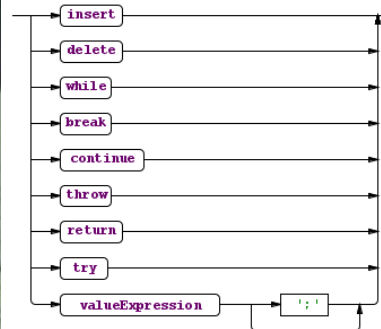 insert
delete
while
break
continue
throw
return
try
valueExpression ';'